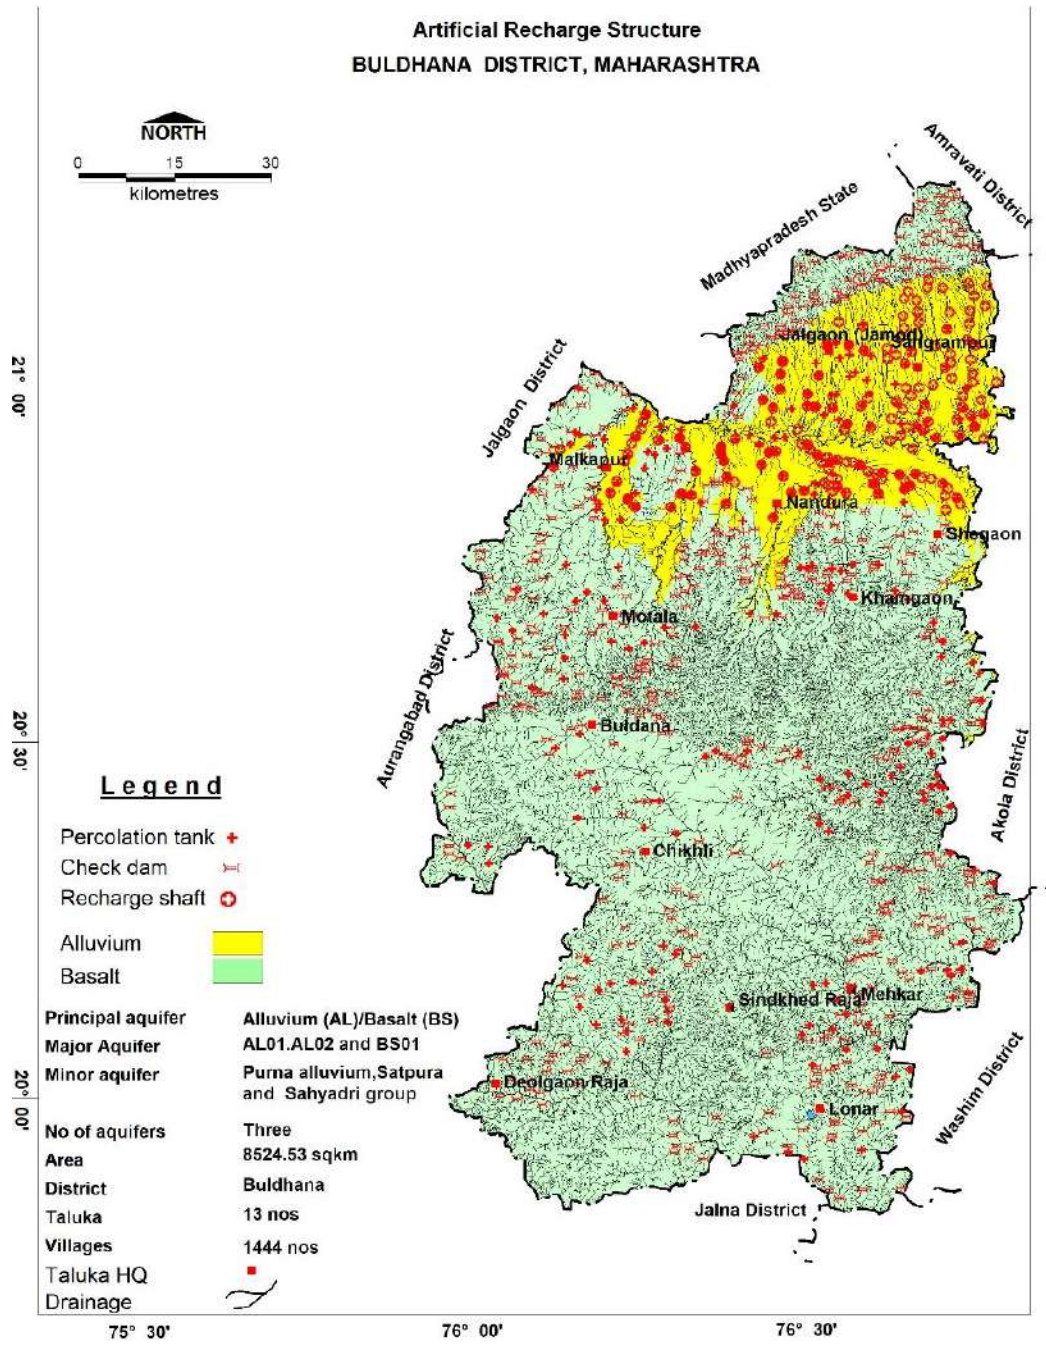 Artificial Recharge Structure
BULDHANA DISTRICT, MAHARASHTRA
NORTH
0 15 30
kilometres
Amravati District
Madhyapradesh State
Jalgaon District
Aurangabad District
Akola District
Washim District
Jalna District
Jalgaon (Jamod)
Sangrampur
Malkapur
Nandura
Shegaon
Khamgaon
Motala
Buldana
Chikhli
Sindkhed Raja
Mehkar
Deolgaon Raja
Lonar
21° 00'
20° 30'
20° 00'
75° 30'
76° 00'
76° 30'
Legend
Percolation tank
Check dam
Recharge shaft
Alluvium
Basalt
Principal aquifer Alluvium (AL)/Basalt (BS)
Major Aquifer AL01.AL02 and BS01
Minor aquifer Purna alluvium,Satpura
and Sahyadri group
No of aquifers Three
Area 8524.53 sqkm
District Buldhana
Taluka 13 nos
Villages 1444 nos
Taluka HQ
Drainage